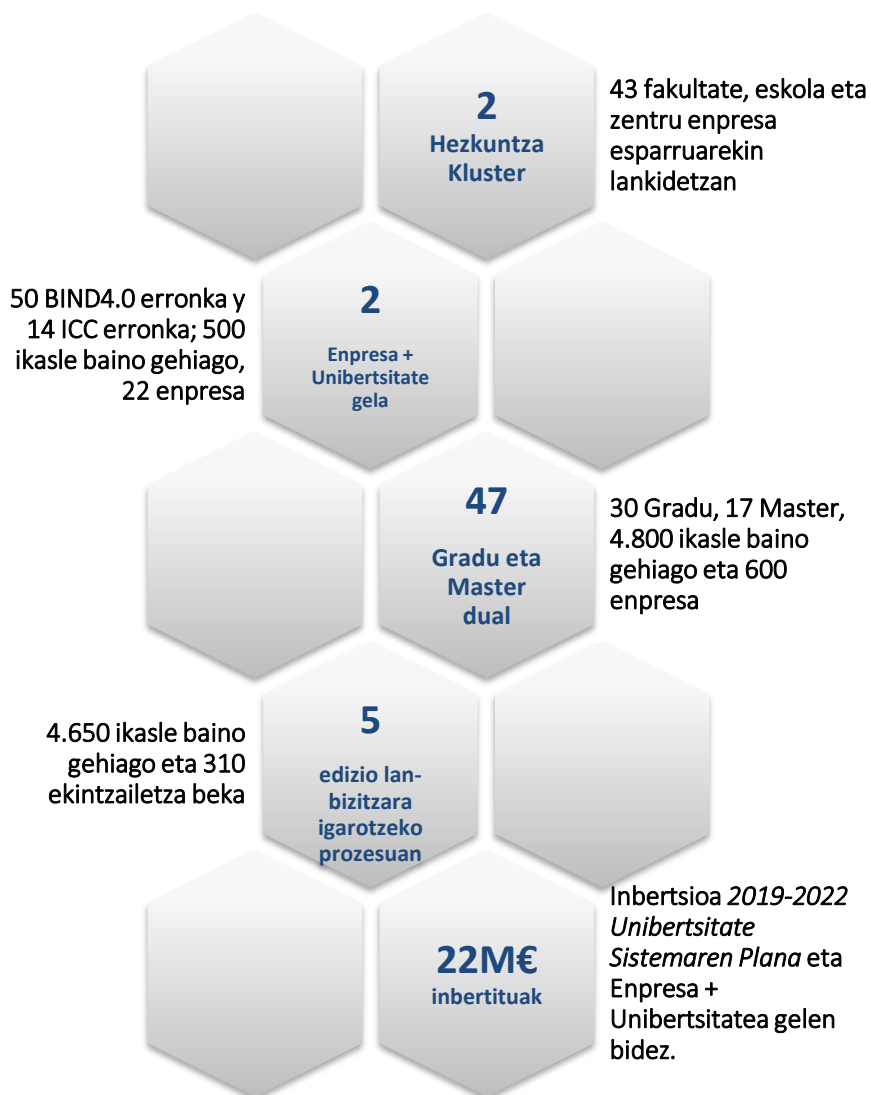 2
Hezkuntza
Kluster
43 fakultate, eskola eta
zentru enpresa
esparruarekin
lankidetzan
50 BIND4.0 erronka y
14 ICC erronka; 500
ikasle baino gehiago,
22 enpresa
2
Enpresa +
Unibertsitate
gela
47
Gradu eta
Master
dual
30 Gradu, 17 Master,
4.800 ikasle baino
gehiago eta 600
enpresa
4.650 ikasle baino
gehiago eta 310
ekintzailetza beka
5
edizio lan-
bizitzara
igarotzeko
prozesuan
22M€
inbertituak
Inbertsioa 2019-2022
Unibertsitate
Sistemaren Plana eta
Enpresa +
Unibertsitatea gelen
bidez.